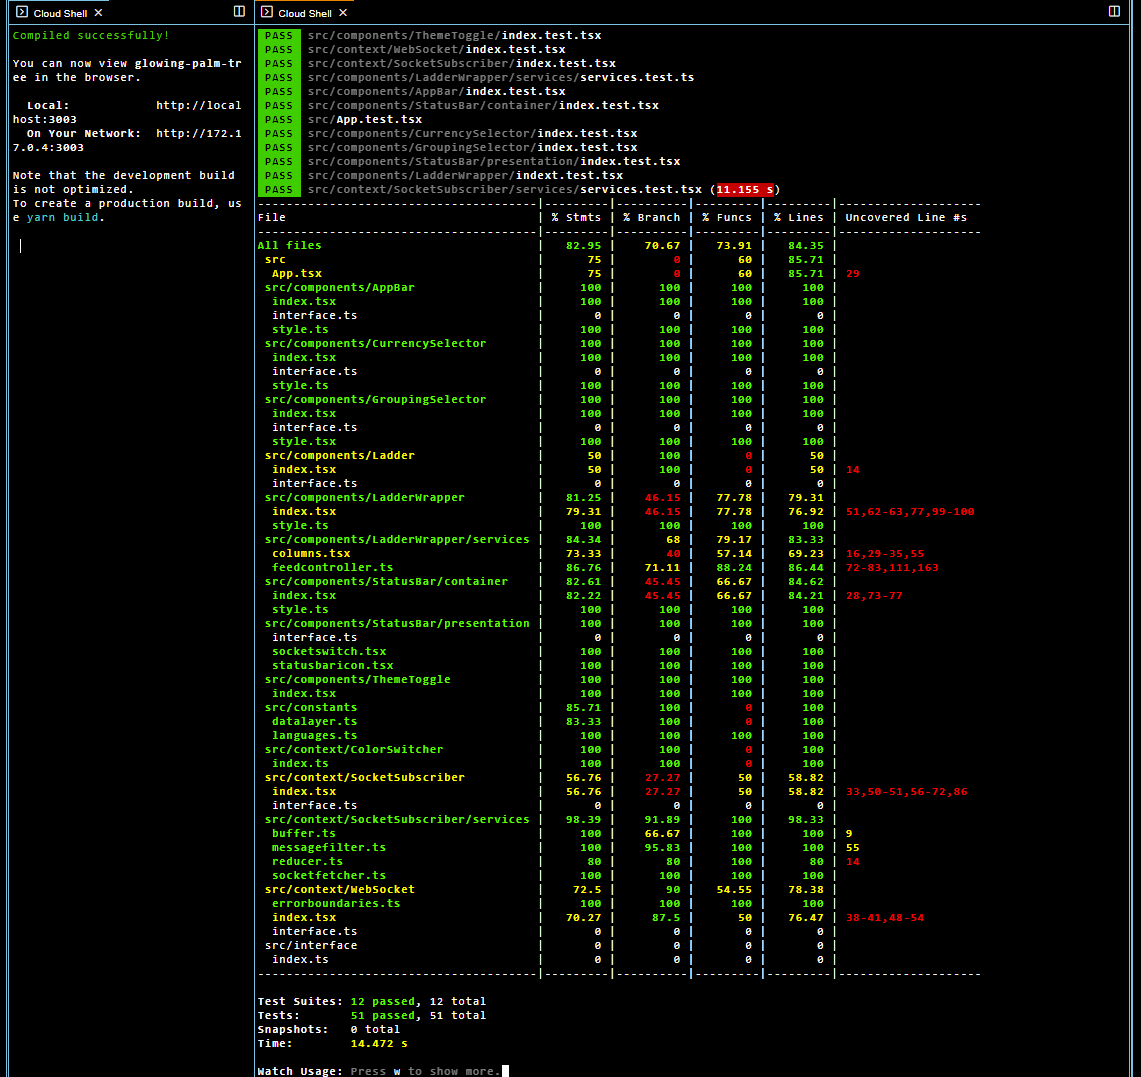 Cloud Shell ✕
Compiled successfully!
You can now view glowing-palm-tr
ee in the browser.
Local: http://local
host:3003
On Your Network: http://172.1
7.0.4:3003
Note that the development build
is not optimized.
To create a production build, us
e yarn build.
Cloud Shell ✕
PASS src/components/ThemeToggle/index.test.tsx
PASS src/context/WebSocket/index.test.tsx
PASS src/context/SocketSubscriber/index.test.tsx
PASS src/components/LadderWrapper/services/services.test.ts
PASS src/components/AppBar/index.test.tsx
PASS src/components/StatusBar/container/index.test.tsx
PASS src/App.test.tsx
PASS src/components/CurrencySelector/index.test.tsx
PASS src/components/GroupingSelector/index.test.tsx
PASS src/components/StatusBar/presentation/index.test.tsx
PASS src/components/LadderWrapper/indext.test.tsx
PASS src/context/SocketSubscriber/services/services.test.tsx (11.155 s)
File | % Stmts | % Branch | % Funcs | % Lines | Uncovered Line #s
All files | 82.95 | 70.67 | 73.91 | 84.35 |
src | 75 | 0 | 60 | 85.71 |
App.tsx | 75 | 0 | 60 | 85.71 | 29
src/components/AppBar | 100 | 100 | 100 | 100 |
index.tsx | 100 | 100 | 100 | 100 |
interface.ts | 0 | 0 | 0 | 0 |
style.ts | 100 | 100 | 100 | 100 |
src/components/CurrencySelector | 100 | 100 | 100 | 100 |
index.tsx | 100 | 100 | 100 | 100 |
interface.ts | 0 | 0 | 0 | 0 |
style.ts | 100 | 100 | 100 | 100 |
src/components/GroupingSelector | 100 | 100 | 100 | 100 |
index.tsx | 100 | 100 | 100 | 100 |
interface.ts | 0 | 0 | 0 | 0 |
style.tsx | 100 | 100 | 100 | 100 |
src/components/Ladder | 50 | 100 | 0 | 50 |
index.tsx | 50 | 100 | 0 | 50 | 14
interface.ts | 0 | 0 | 0 | 0 |
src/components/LadderWrapper | 81.25 | 46.15 | 77.78 | 79.31 |
index.tsx | 79.31 | 46.15 | 77.78 | 76.92 | 51,62-63,77,99-100
style.ts | 100 | 100 | 100 | 100 |
src/components/LadderWrapper/services | 84.34 | 68 | 79.17 | 83.33 |
columns.tsx | 73.33 | 40 | 57.14 | 69.23 | 16,29-35,55
feedcontroller.ts | 86.76 | 71.11 | 88.24 | 86.44 | 72-83,111,163
src/components/StatusBar/container | 82.61 | 45.45 | 66.67 | 84.62 |
index.tsx | 82.22 | 45.45 | 66.67 | 84.21 | 28,73-77
style.ts | 100 | 100 | 100 | 100 |
src/components/StatusBar/presentation | 100 | 100 | 100 | 100 |
interface.ts | 0 | 0 | 0 | 0 |
socketswitch.tsx | 100 | 100 | 100 | 100 |
statusbaricon.tsx | 100 | 100 | 100 | 100 |
src/components/ThemeToggle | 100 | 100 | 100 | 100 |
index.tsx | 100 | 100 | 100 | 100 |
src/constants | 85.71 | 100 | 0 | 100 |
datalayer.ts | 83.33 | 100 | 0 | 100 |
languages.ts | 100 | 100 | 100 | 100 |
src/context/ColorSwitcher | 100 | 100 | 0 | 100 |
index.ts | 100 | 100 | 0 | 100 |
src/context/SocketSubscriber | 56.76 | 27.27 | 50 | 58.82 |
index.tsx | 56.76 | 27.27 | 50 | 58.82 | 33,50-51,56-72,86
interface.ts | 0 | 0 | 0 | 0 |
src/context/SocketSubscriber/services | 98.39 | 91.89 | 100 | 98.33 |
buffer.ts | 100 | 66.67 | 100 | 100 | 9
messagefilter.ts | 100 | 95.83 | 100 | 100 | 55
reducer.ts | 80 | 80 | 100 | 80 | 14
socketfetcher.ts | 100 | 100 | 100 | 100 |
src/context/WebSocket | 72.5 | 90 | 54.55 | 78.38 |
errorboundaries.ts | 100 | 100 | 100 | 100 |
index.tsx | 70.27 | 87.5 | 50 | 76.47 | 38-41,48-54
interface.ts | 0 | 0 | 0 | 0 |
src/interface | 0 | 0 | 0 | 0 |
index.ts | 0 | 0 | 0 | 0 |
Test Suites: 12 passed, 12 total
Tests: 51 passed, 51 total
Snapshots: 0 total
Time: 14.472 s
Watch Usage: Press w to show more.